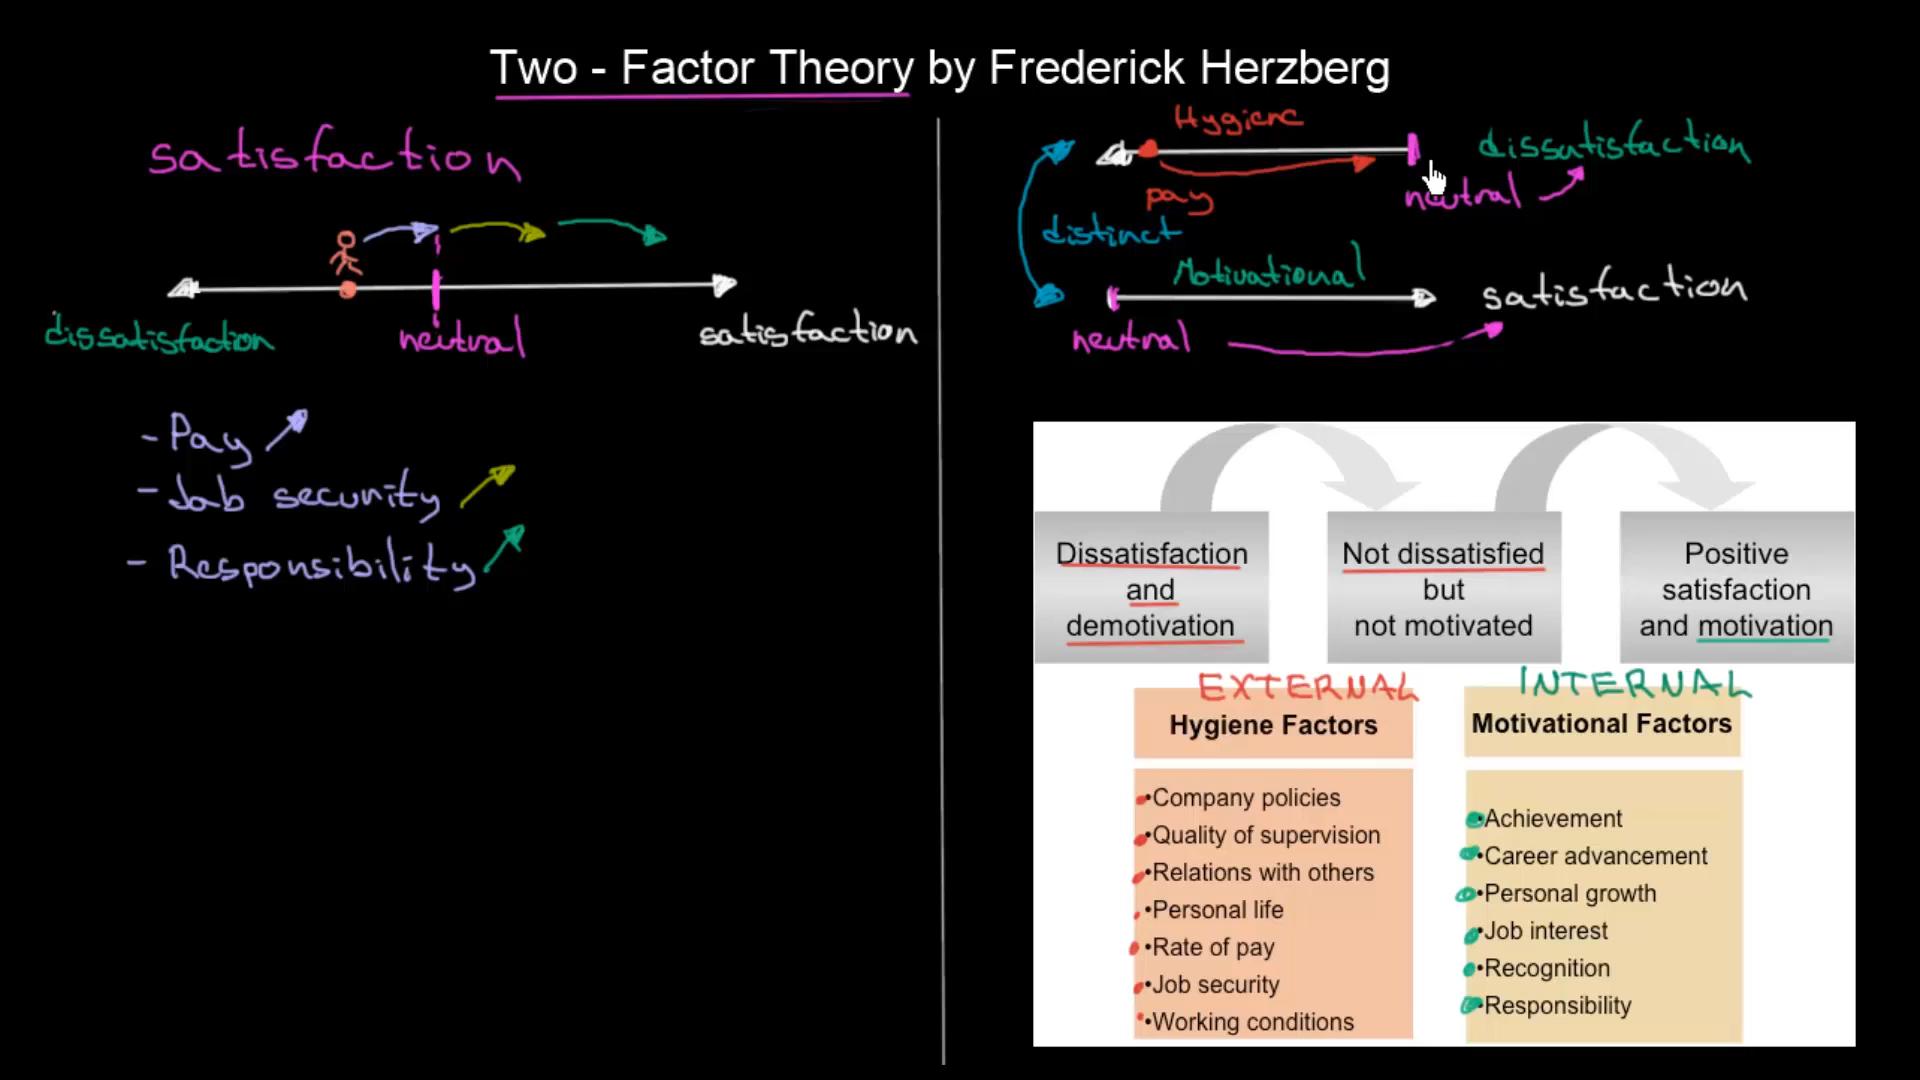 Two - Factor Theory by Frederick Herzberg
satisfaction
dissatisfaction
neutral
satisfaction
- Pay
- Job security
- Responsibility
Hygiene
dissatisfaction
pay
neutral
distinct
Motivational
satisfaction
neutral
Dissatisfaction
and
demotivation
Not dissatisfied
but
not motivated
Positive
satisfaction
and motivation
EXTERNAL
Hygiene Factors
•Company policies
•Quality of supervision
•Relations with others
•Personal life
•Rate of pay
•Job security
•Working conditions
INTERNAL
Motivational Factors
•Achievement
•Career advancement
•Personal growth
•Job interest
•Recognition
•Responsibility